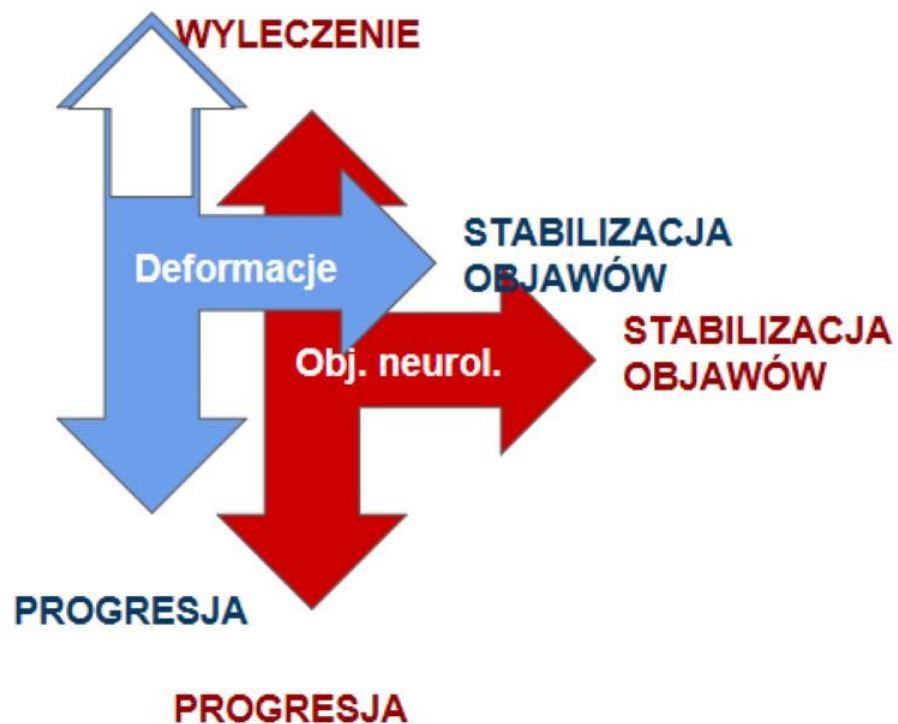 WYLECZENIE
STABILIZACJA
OBJAWÓW
Deformacje
STABILIZACJA
OBJAWÓW
Obj. neurol.
PROGRESJA
PROGRESJA